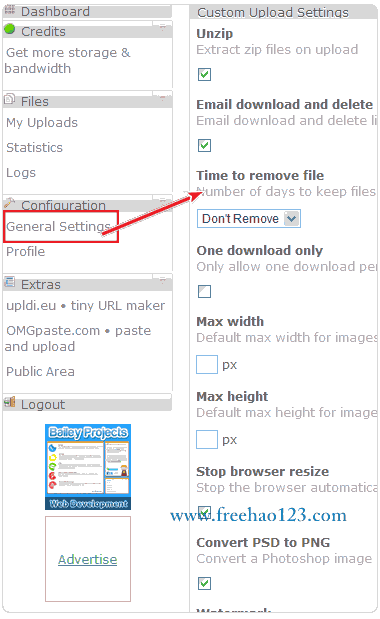 Dashboard
Credits
Get more storage &
bandwidth
Files
My Uploads
Statistics
Logs
Configuration
General Settings
Profile
Extras
upldi.eu • tiny URL maker
OMGpaste.com • paste
and upload
Public Area
Logout
Bailey Projects
Web Development
Advertise
Custom Upload Settings
Unzip
Extract zip files on upload
Email download and delete
Email download and delete li
Time to remove file
Number of days to keep files
Don't Remove
One download only
Only allow one download per
Max width
Default max width for images
px
Max height
Default max height for image
px
Stop browser resize
Stop the browser automatica
www.freehao123.com
Convert PSD to PNG
Convert a Photoshop image
Watermark